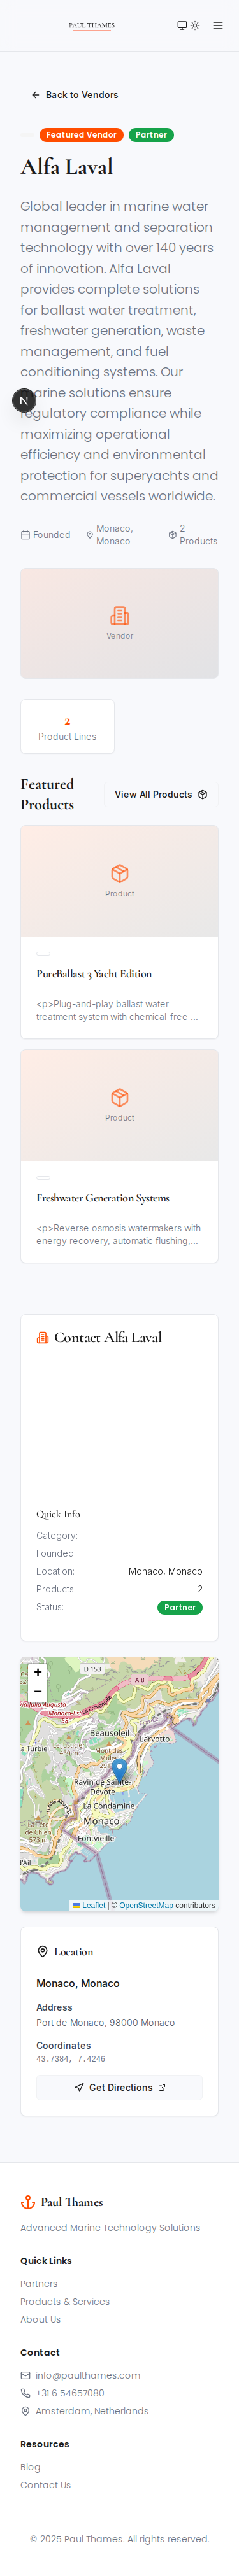 PAUL THAMES
Back to Vendors
Featured Vendor
Partner
Alfa Laval
Global leader in marine water
management and separation
technology with over 140 years
of innovation. Alfa Laval
provides complete solutions
for ballast water treatment,
freshwater generation, waste
management, and fuel
conditioning systems. Our
marine solutions ensure
regulatory compliance while
maximizing operational
efficiency and environmental
protection for superyachts and
commercial vessels worldwide.
Founded
Monaco,
Monaco
2
Products
Vendor
2
Product Lines
Featured
Products
View All Products
Product
PureBallast 3 Yacht Edition
<p>Plug-and-play ballast water
treatment system with chemical-free ...
Product
Freshwater Generation Systems
<p>Reverse osmosis watermakers with
energy recovery, automatic flushing,...
Contact Alfa Laval
Quick Info
Category:
Founded:
Location: Monaco, Monaco
Products: 2
Status: Partner
+
−
D 153
A 8
Beausoleil
Larvotto
Mont des
Ravin de Sainte-
Dévote
La Condamine
Monaco
Fontvieille
Leaflet | © OpenStreetMap contributors
Location
Monaco, Monaco
Address
Port de Monaco, 98000 Monaco
Coordinates
43.7384, 7.4246
Get Directions
Paul Thames
Advanced Marine Technology Solutions
Quick Links
Partners
Products & Services
About Us
Contact
info@paulthames.com
+31 6 54657080
Amsterdam, Netherlands
Resources
Blog
Contact Us
© 2025 Paul Thames. All rights reserved.